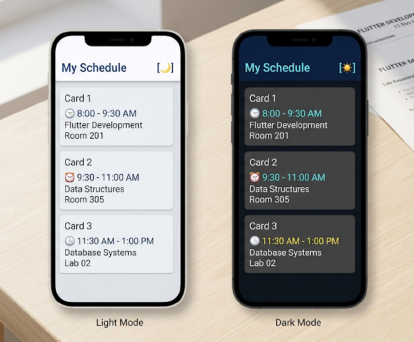 FLUTTER DEVELOP
My Schedule
[🌙]
Card 1
🕒 8:00 - 9:30 AM
Flutter Development
Room 201
Card 2
⏰ 9:30 - 11:00 AM
Data Structures
Room 305
Card 3
🕒 11:30 AM - 1:00 PM
Database Systems
Lab 02
Light Mode
My Schedule
[☀️]
Card 1
🕒 8:00 - 9:30 AM
Flutter Development
Room 201
Card 2
⏰ 9:30 - 11:00 AM
Data Structures
Room 305
Card 3
🕒 11:30 AM - 1:00 PM
Database Systems
Lab 02
Dark Mode
FLUTTER DEV